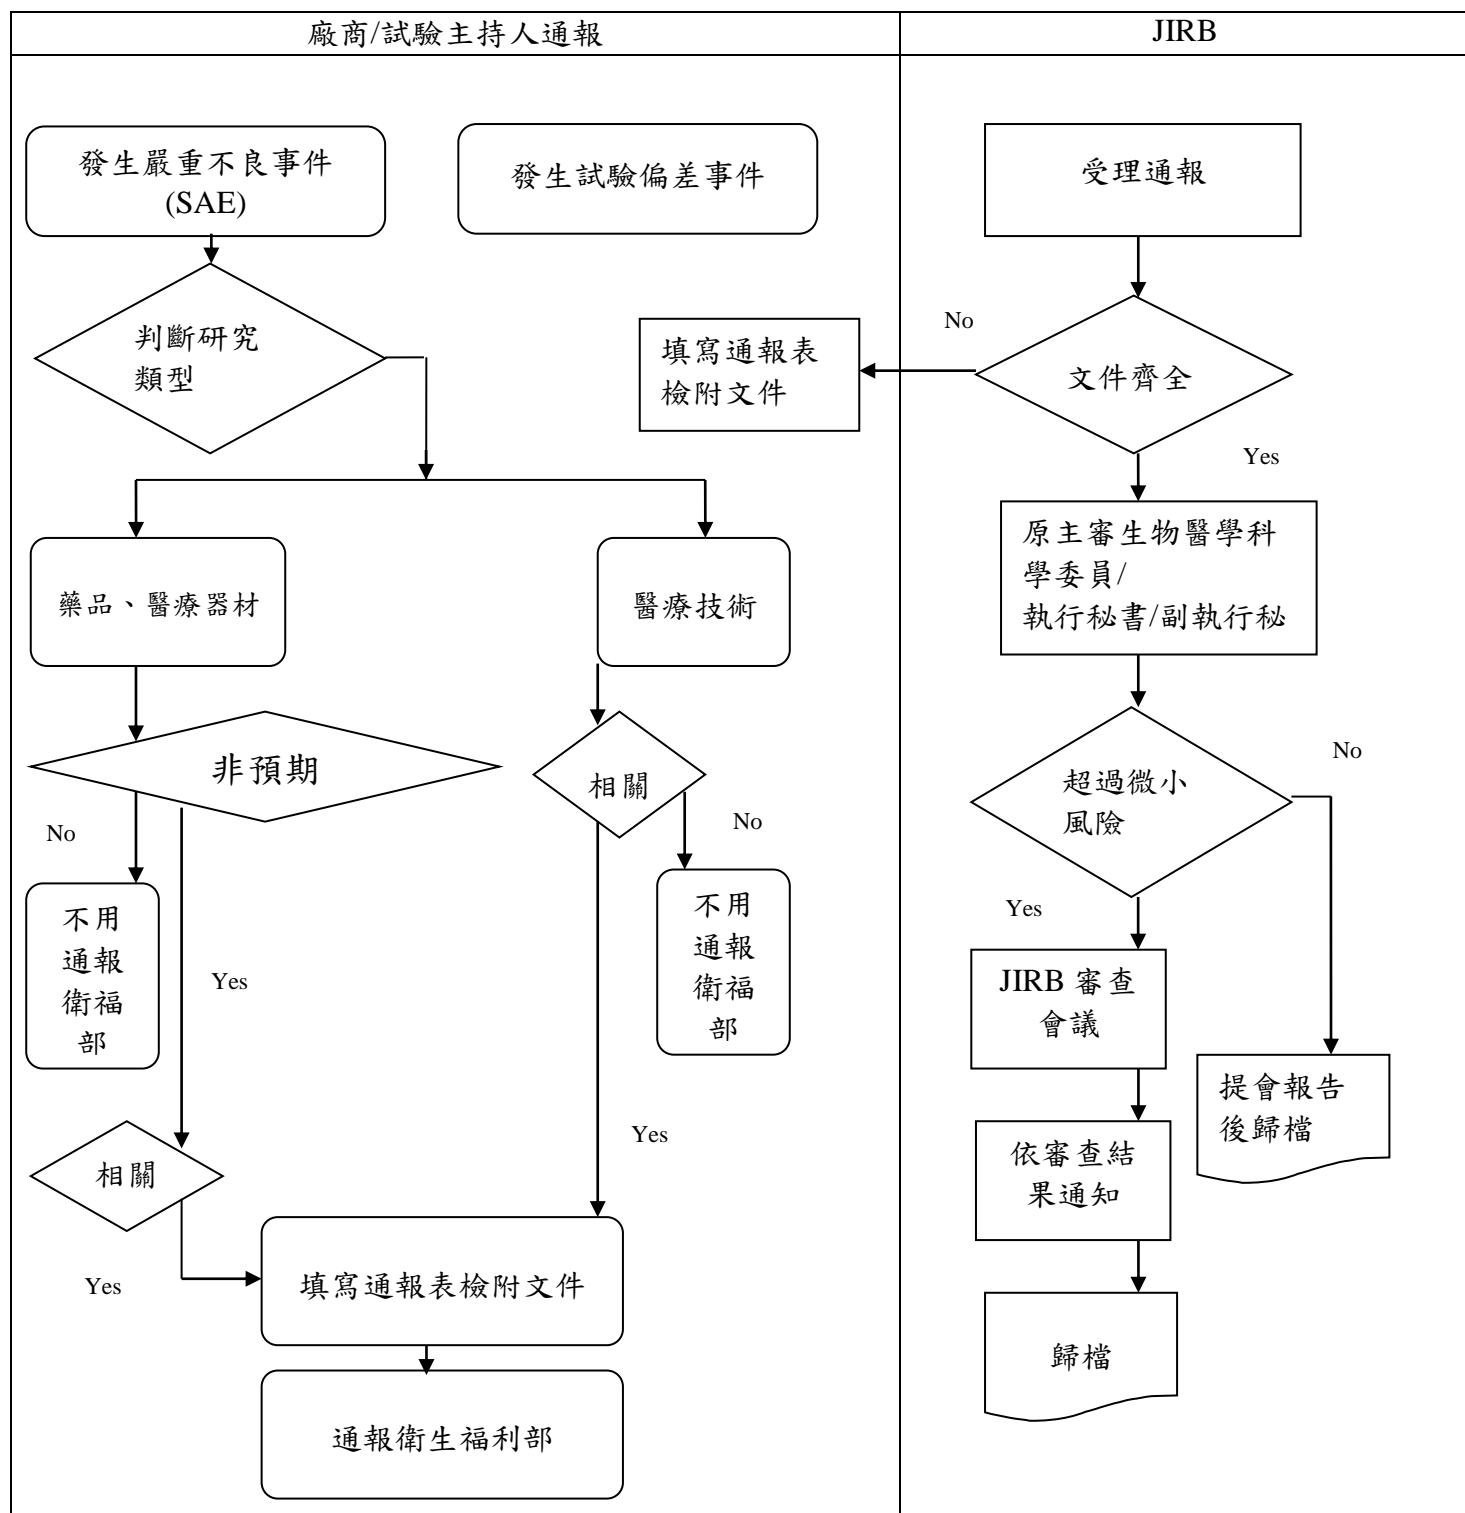 廠商/試驗主持人通報
JIRB
發生嚴重不良事件
(SAE)
發生試驗偏差事件
受理通報
判斷研究
類型
填寫通報表
檢附文件
No
文件齊全
Yes
原主審生物醫學科
學委員/
執行秘書/副執行秘
藥品、醫療器材
醫療技術
非預期
相關
超過微小
風險
No
No
No
Yes
不用
通報
衛福
部
Yes
不用
通報
衛福
部
JIRB 審查
會議
提會報告
後歸檔
Yes
相關
依審查結
果通知
Yes
填寫通報表檢附文件
歸檔
通報衛生福利部